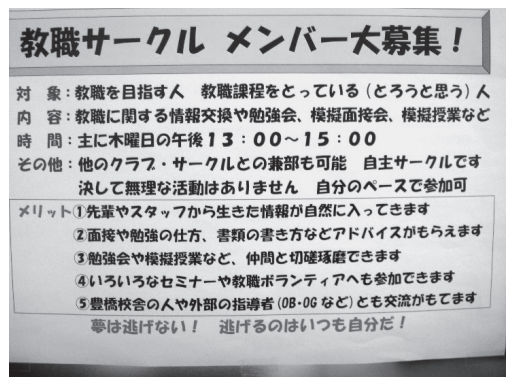 教職サークル メンバー大募集！
対 象：教職を目指す人 教職課程をとっている（とろうと思う）人
内 容：教職に関する情報交換や勉強会、模擬面接会、模擬授業など
時 間：主に木曜日の午後１３：００～１５：００
その他：他のクラブ・サークルとの兼部も可能 自主サークルです
決して無理な活動はありません 自分のペースで参加可
メリット①先輩やスタッフから生きた情報が自然に入ってきます
②面接や勉強の仕方、書類の書き方などアドバイスがもらえます
③勉強会や模擬授業など、仲間と切磋琢磨できます
④いろいろなセミナーや教職ボランティアへも参加できます
⑤豊橋校舎の人や外部の指導者（OB・OGなど）とも交流がもてます
夢は逃げない！ 逃げるのはいつも自分だ！